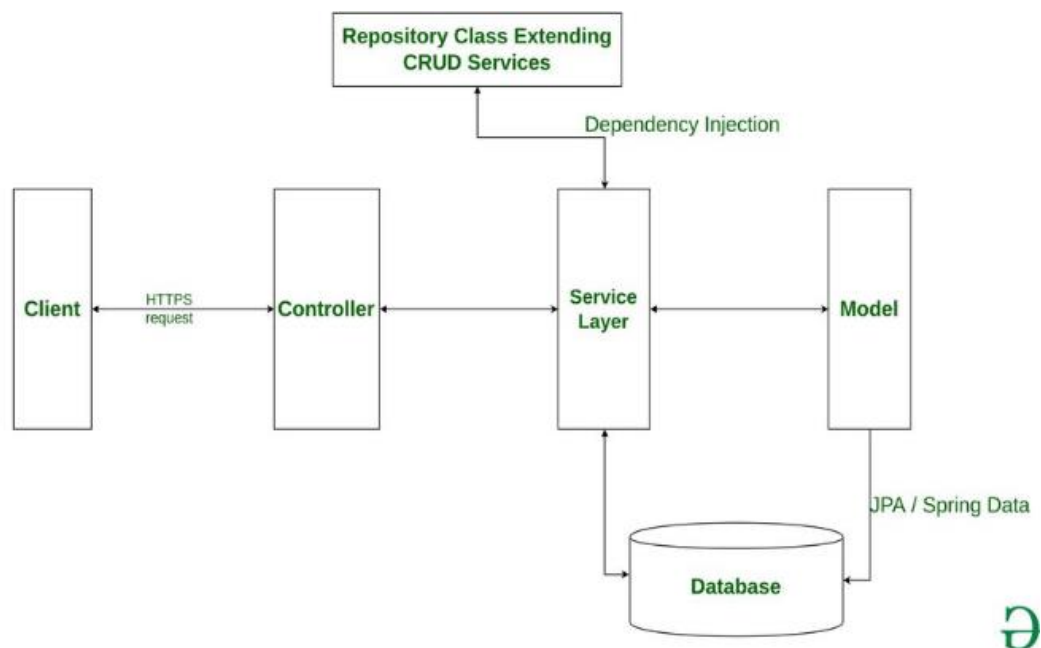 Repository Class Extending
CRUD Services
Dependency Injection
Client
HTTPS
request
Controller
Service
Layer
Model
JPA / Spring Data
Database